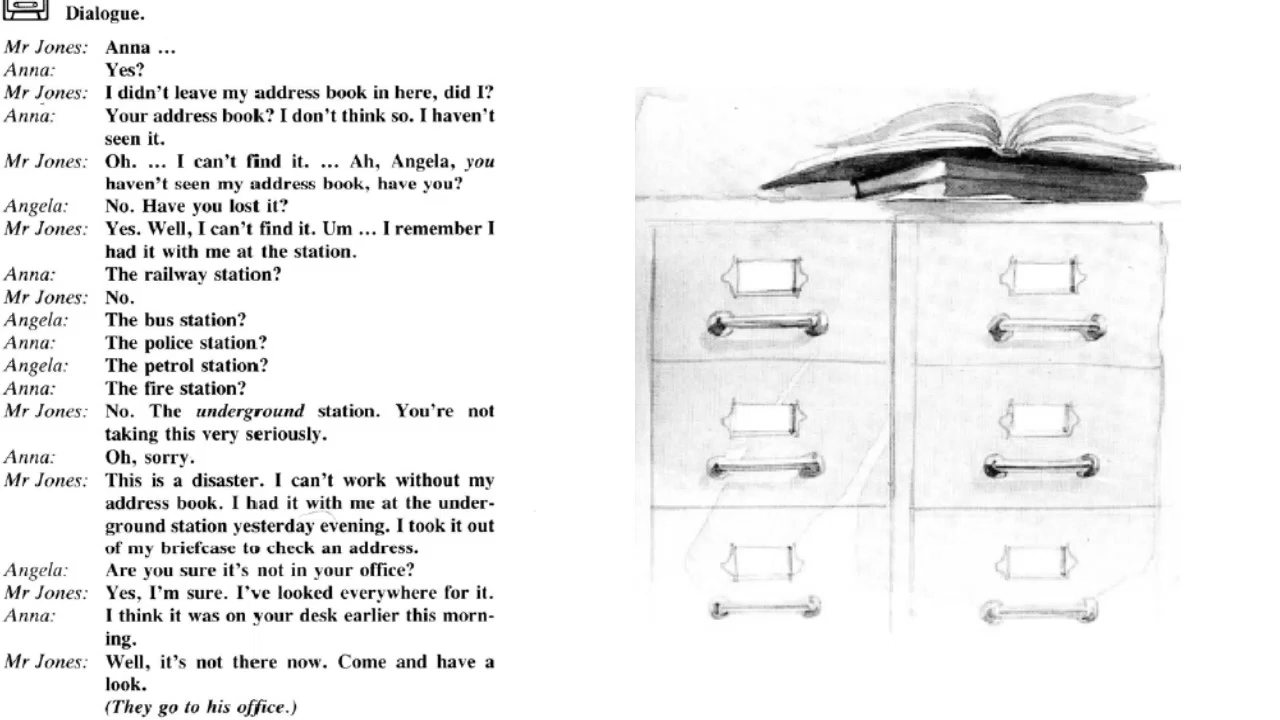 Dialogue.
Mr Jones: Anna ...
Anna: Yes?
Mr Jones: I didn't leave my address book in here, did I?
Anna: Your address book? I don't think so. I haven't
seen it.
Mr Jones: Oh. ... I can't find it. ... Ah, Angela, you
haven't seen my address book, have you?
Angela: No. Have you lost it?
Mr Jones: Yes. Well, I can't find it. Um ... I remember I
had it with me at the station.
Anna: The railway station?
Mr Jones: No.
Angela: The bus station?
Anna: The police station?
Angela: The petrol station?
Anna: The fire station?
Mr Jones: No. The underground station. You're not
taking this very seriously.
Anna: Oh, sorry.
Mr Jones: This is a disaster. I can't work without my
address book. I had it with me at the under-
ground station yesterday evening. I took it out
of my briefcase to check an address.
Angela: Are you sure it's not in your office?
Mr Jones: Yes, I'm sure. I've looked everywhere for it.
Anna: I think it was on your desk earlier this morn-
ing.
Mr Jones: Well, it's not there now. Come and have a
look.
(They go to his office.)